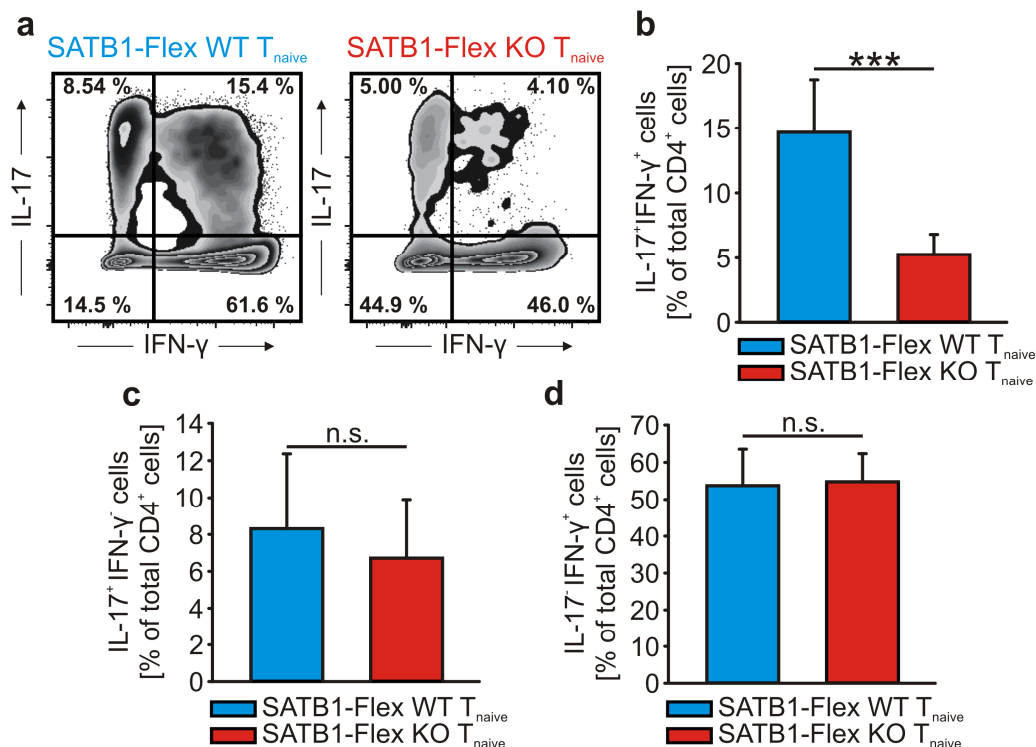 a
SATB1-Flex WT Tnaive
SATB1-Flex KO Tnaive
8.54 %
15.4 %
14.5 %
61.6 %
IL-17
IFN-γ
5.00 %
4.10 %
44.9 %
46.0 %
IL-17
IFN-γ
b
IL-17+IFN-γ+ cells
[% of total CD4+ cells]
20
15
10
5
0
***
SATB1-Flex WT Tnaive
SATB1-Flex KO Tnaive
c
IL-17+IFN-γ- cells
[% of total CD4+ cells]
14
12
10
8
6
4
2
0
n.s.
SATB1-Flex WT Tnaive
SATB1-Flex KO Tnaive
d
IL-17-IFN-γ+ cells
[% of total CD4+ cells]
70
60
50
40
30
20
10
0
n.s.
SATB1-Flex WT Tnaive
SATB1-Flex KO Tnaive